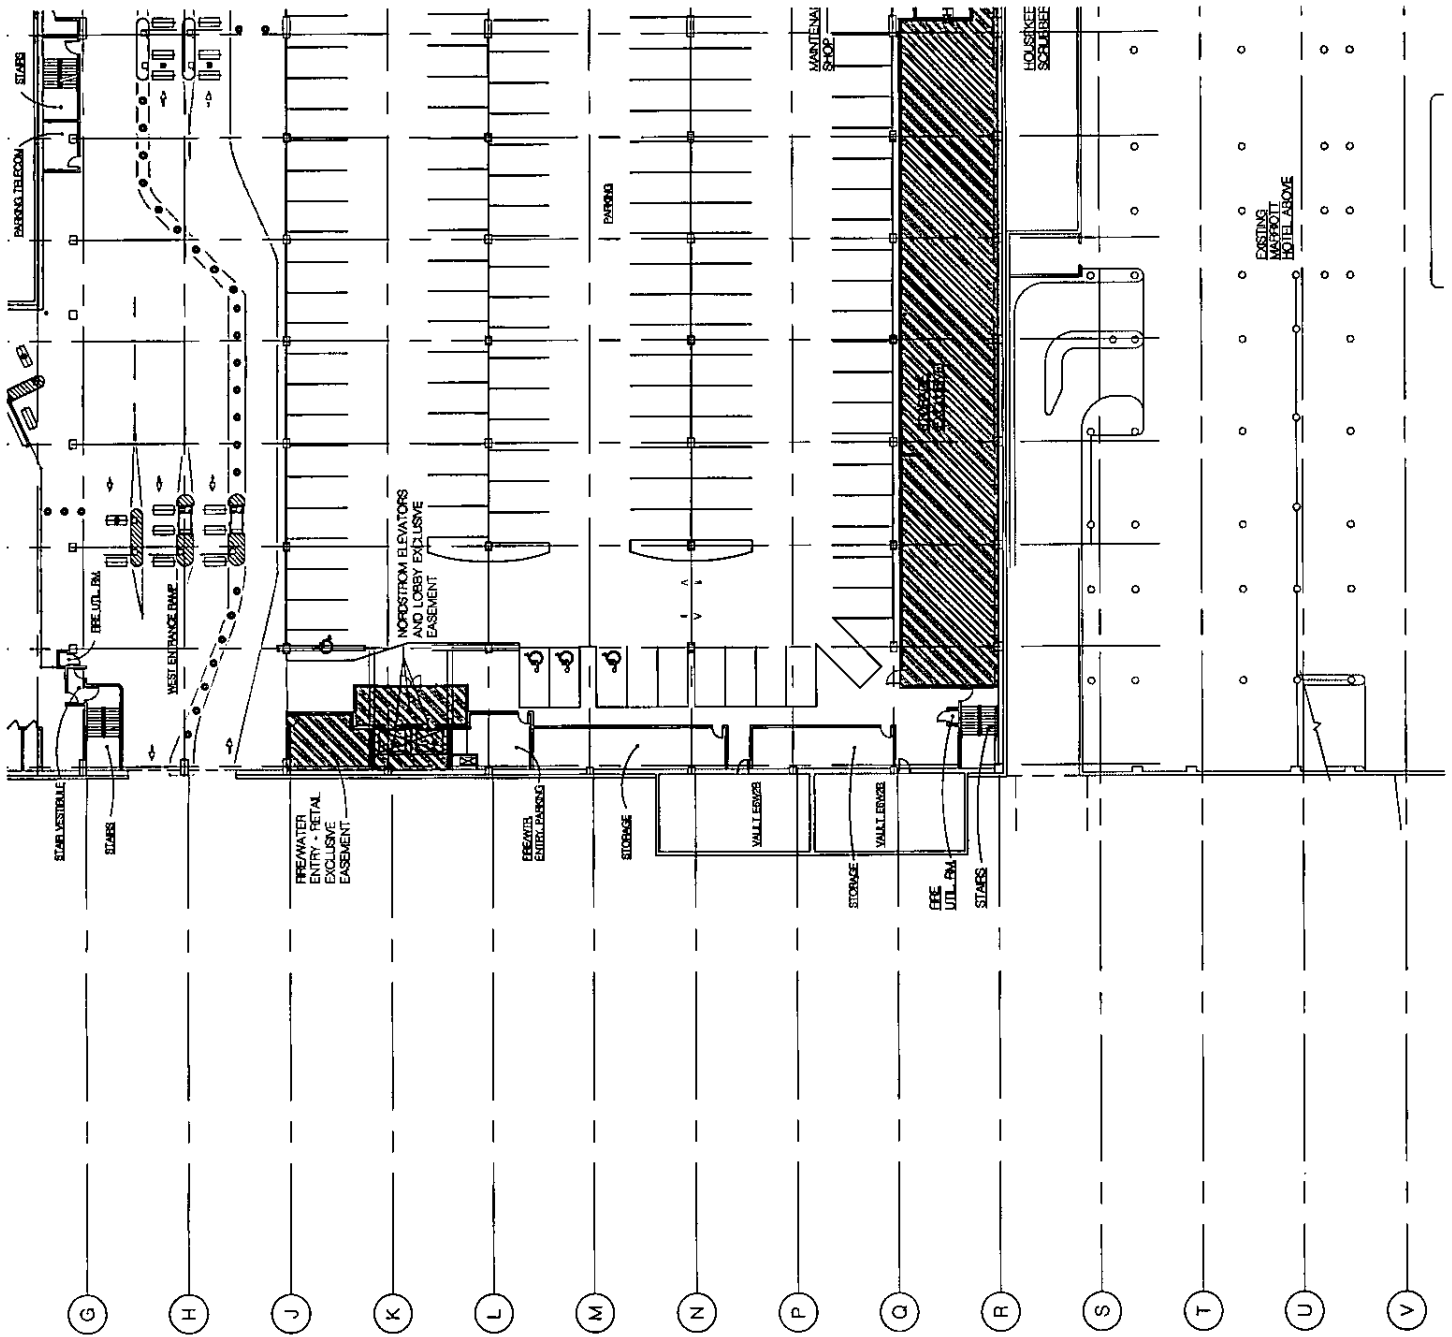 STAIRS
PARKING TELECOM
MAINTENA
SHOP
HOUSEKEE
SCRUBBER
PARKING
EXISTING
MARRIOTT
HOTEL ABOVE
NORDSTROM ELEVATORS
AND LOBBY EXCLUSIVE
EASEMENT
FIRE UTIL. RM.
WEST ENTRANCE RAMP
STAIR VESTIBULE
STAIRS
FIRE/WATER
ENTRY - RETAIL
EXCLUSIVE
EASEMENT
FIRE/WTR.
ENTRY, PARKING
STORAGE
VAULT
VAULT
STORAGE
FIRE
UTIL. RM.
STAIRS
G
H
J
K
L
M
N
P
Q
R
S
T
U
V